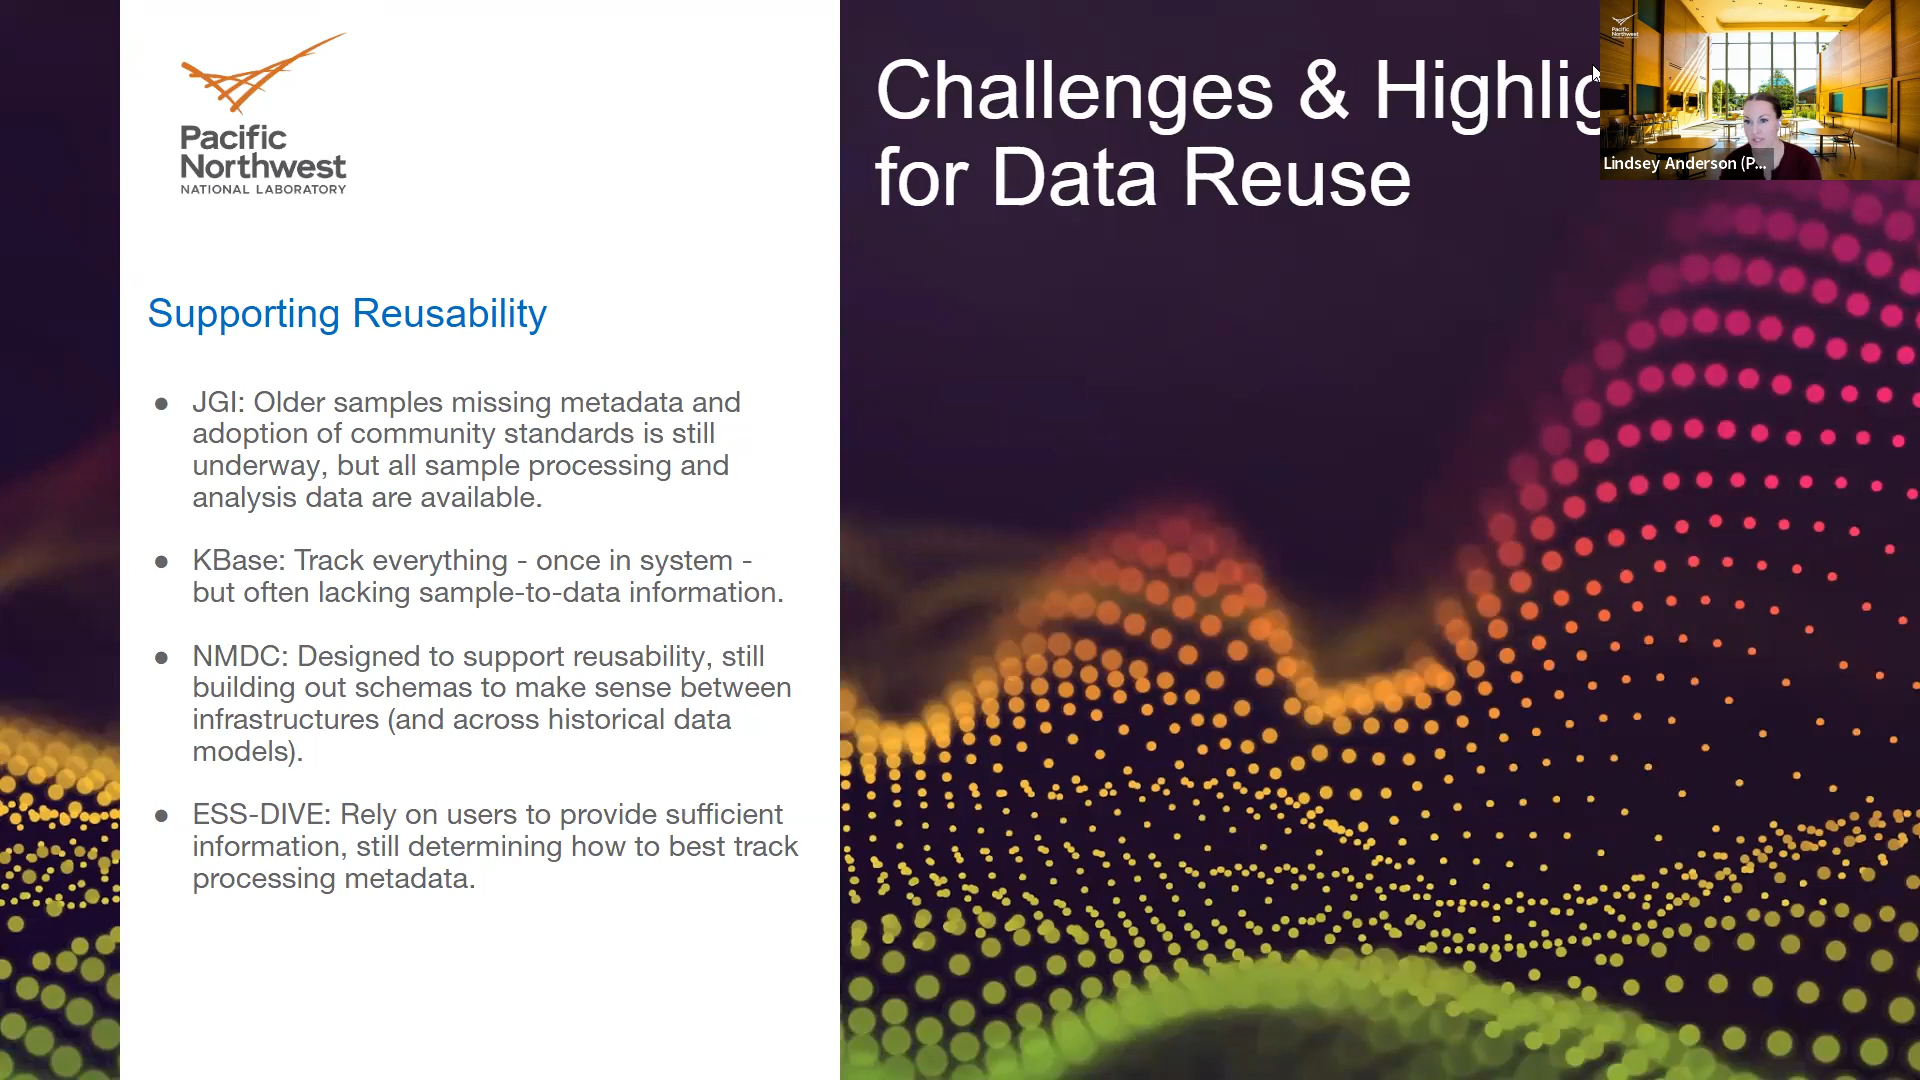 Pacific
Northwest
NATIONAL LABORATORY
Challenges &
for Data Reuse
Pacific
Northwest
Lindsey Anderson (P...
Supporting Reusability
● JGI: Older samples missing metadata and
adoption of community standards is still
underway, but all sample processing and
analysis data are available.
● KBase: Track everything - once in system -
but often lacking sample-to-data information.
● NMDC: Designed to support reusability, still
building out schemas to make sense between
infrastructures (and across historical data
models).
● ESS-DIVE: Rely on users to provide sufficient
information, still determining how to best track
processing metadata.